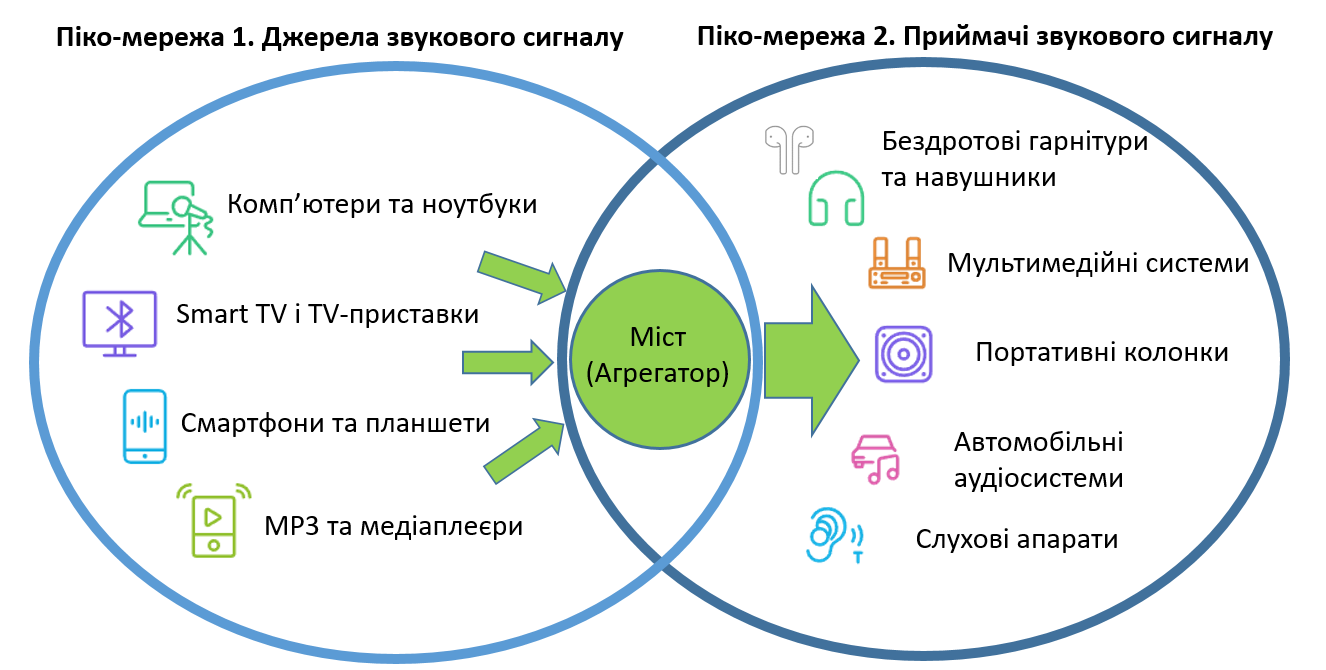 Піко-мережа 1. Джерела звукового сигналу
Піко-мережа 2. Приймачі звукового сигналу
Комп’ютери та ноутбуки
Smart TV і TV-приставки
Смартфони та планшети
MP3 та медіаплеєри
Міст
(Агрегатор)
Бездротові гарнітури
та навушники
Мультимедійні системи
Портативні колонки
Автомобільні
аудіосистеми
Слухові апарати
T